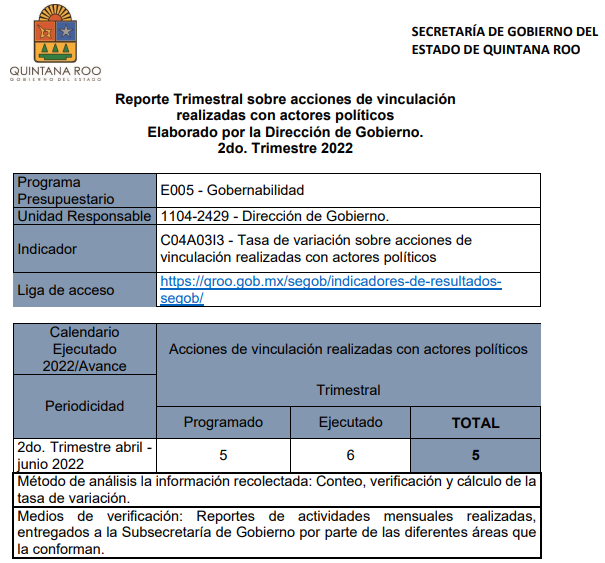 SECRETARÍA DE GOBIERNO DEL
ESTADO DE QUINTANA ROO
QUINTANA ROO
GOBIERNO DEL ESTADO
Reporte Trimestral sobre acciones de vinculación
realizadas con actores políticos
Elaborado por la Dirección de Gobierno.
2do. Trimestre 2022
Programa
Presupuestario
E005 - Gobernabilidad
Unidad Responsable
1104-2429 - Dirección de Gobierno.
Indicador
C04A03I3 - Tasa de variación sobre acciones de
vinculación realizadas con actores políticos
Liga de acceso
https://qroo.gob.mx/segob/indicadores-de-resultados-
segob/
Calendario
Ejecutado
2022/Avance
Acciones de vinculación realizadas con actores políticos
Periodicidad
Trimestral
Programado
Ejecutado
TOTAL
2do. Trimestre abril -
junio 2022
5
6
5
Método de análisis la información recolectada: Conteo, verificación y cálculo de la
tasa de variación.
Medios de verificación: Reportes de actividades mensuales realizadas,
entregados a la Subsecretaría de Gobierno por parte de las diferentes áreas que
la conforman.